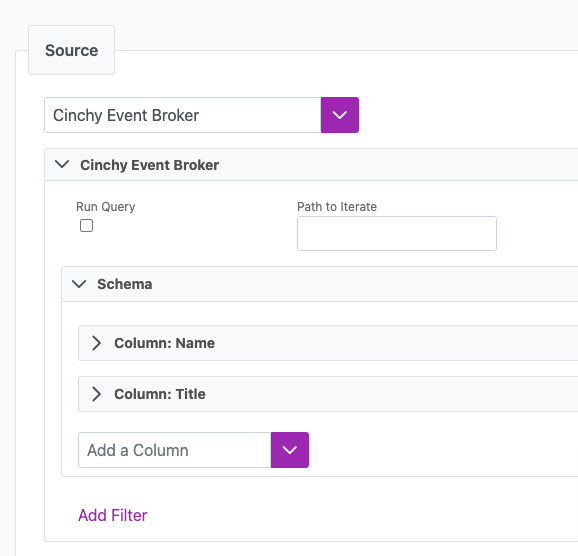 Source
Cinchy Event Broker
Cinchy Event Broker
Run Query
Path to Iterate
Schema
Column: Name
Column: Title
Add a Column
Add Filter